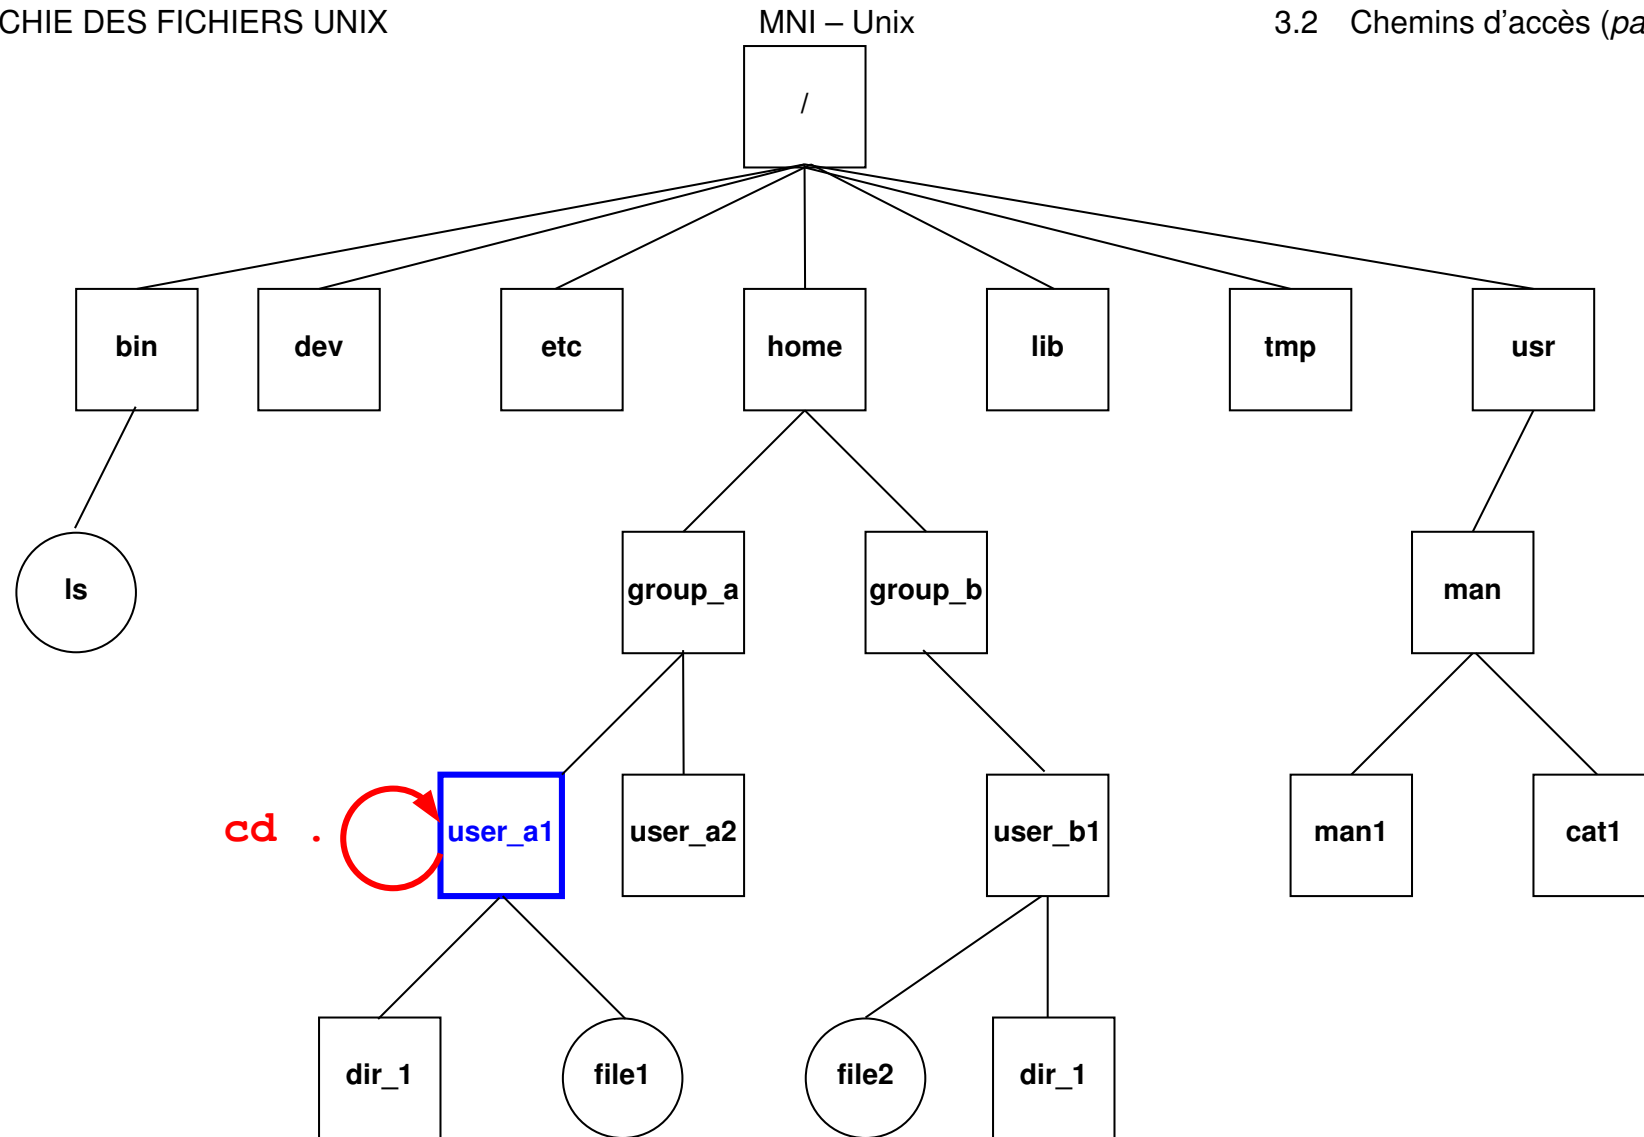 CHIE DES FICHIERS UNIX MNI – Unix 3.2 Chemins d'accès (pa
/
bin dev etc home lib tmp usr
ls group_a group_b man
cd . user_a1 user_a2 user_b1 man1 cat1
dir_1 file1 file2 dir_1